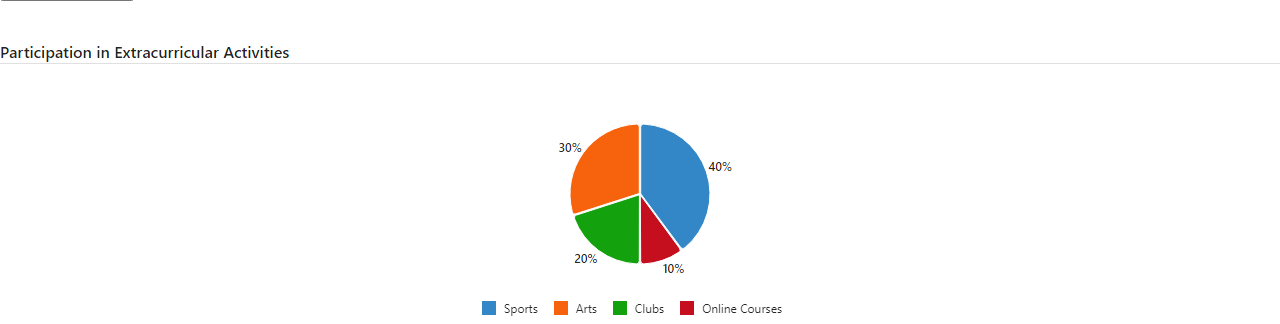 Participation in Extracurricular Activities
30%
40%
20%
10%
Sports
Arts
Clubs
Online Courses